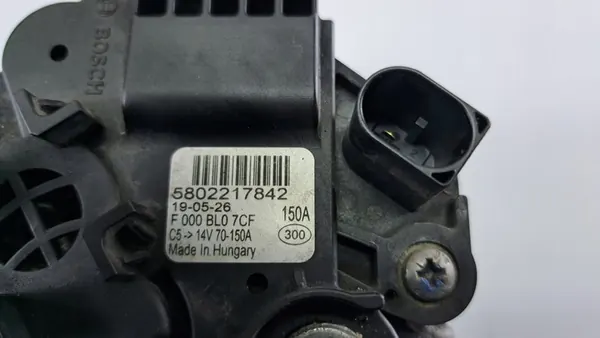 BOSCH
5802217842
19-05-26
F 000 BL0 7CF 150A
C5-> 14V 70-150A 300
Made In Hungary